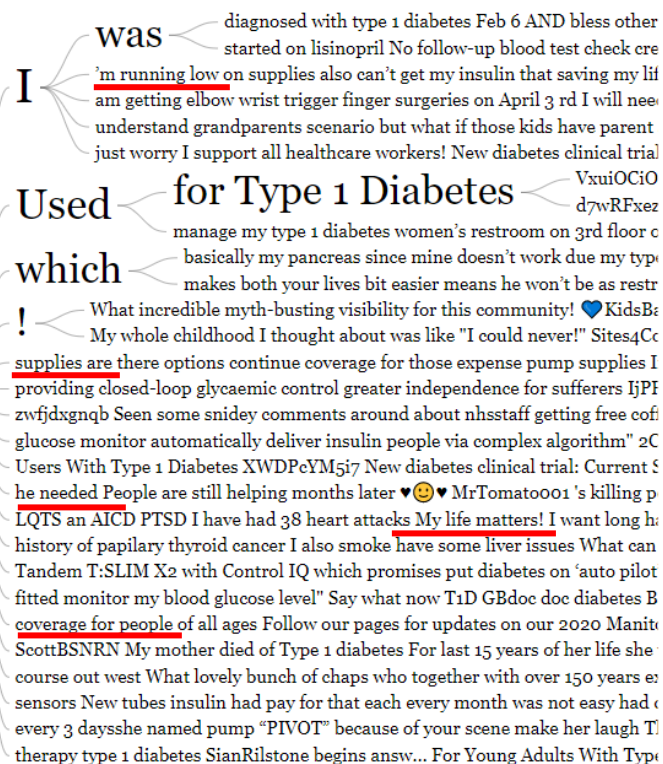 was
diagnosed with type 1 diabetes Feb 6 AND bless other
started on lisinopril No follow-up blood test check cre
I
'm running low on supplies also can't get my insulin that saving my lif
am getting elbow wrist trigger finger surgeries on April 3 rd I will nee
understand grandparents scenario but what if those kids have parent
just worry I support all healthcare workers! New diabetes clinical trial
Used
for Type 1 Diabetes
VxuiOCiO
d7wRFxez
manage my type 1 diabetes women's restroom on 3rd floor o
which
basically my pancreas since mine doesn't work due my typ
makes both your lives bit easier means he won't be as restr
!
What incredible myth-busting visibility for this community! 💙KidsBa
My whole childhood I thought about was like "I could never!" Sites4Co
supplies are there options continue coverage for those expense pump supplies I
providing closed-loop glycaemic control greater independence for sufferers IjPF
zwfjdxgnqb Seen some snidey comments around about nhsstaff getting free coff
glucose monitor automatically deliver insulin people via complex algorithm" 2C
Users With Type 1 Diabetes XWDPcYM5i7 New diabetes clinical trial: Current S
he needed People are still helping months later ♥🙂♥ MrTomato001 's killing p
LQTS an AICD PTSD I have had 38 heart attacks My life matters! I want long ha
history of papilary thyroid cancer I also smoke have some liver issues What can
Tandem T:SLIM X2 with Control IQ which promises put diabetes on 'auto pilot
fitted monitor my blood glucose level" Say what now T1D GBdoc doc diabetes B
coverage for people of all ages Follow our pages for updates on our 2020 Manito
ScottBSNRN My mother died of Type 1 diabetes For last 15 years of her life she
course out west What lovely bunch of chaps who together with over 150 years ex
sensors New tubes insulin had pay for that each every month was not easy had
every 3 daysshe named pump "PIVOT" because of your scene make her laugh T
therapy type 1 diabetes SianRilstone begins answ... For Young Adults With Type